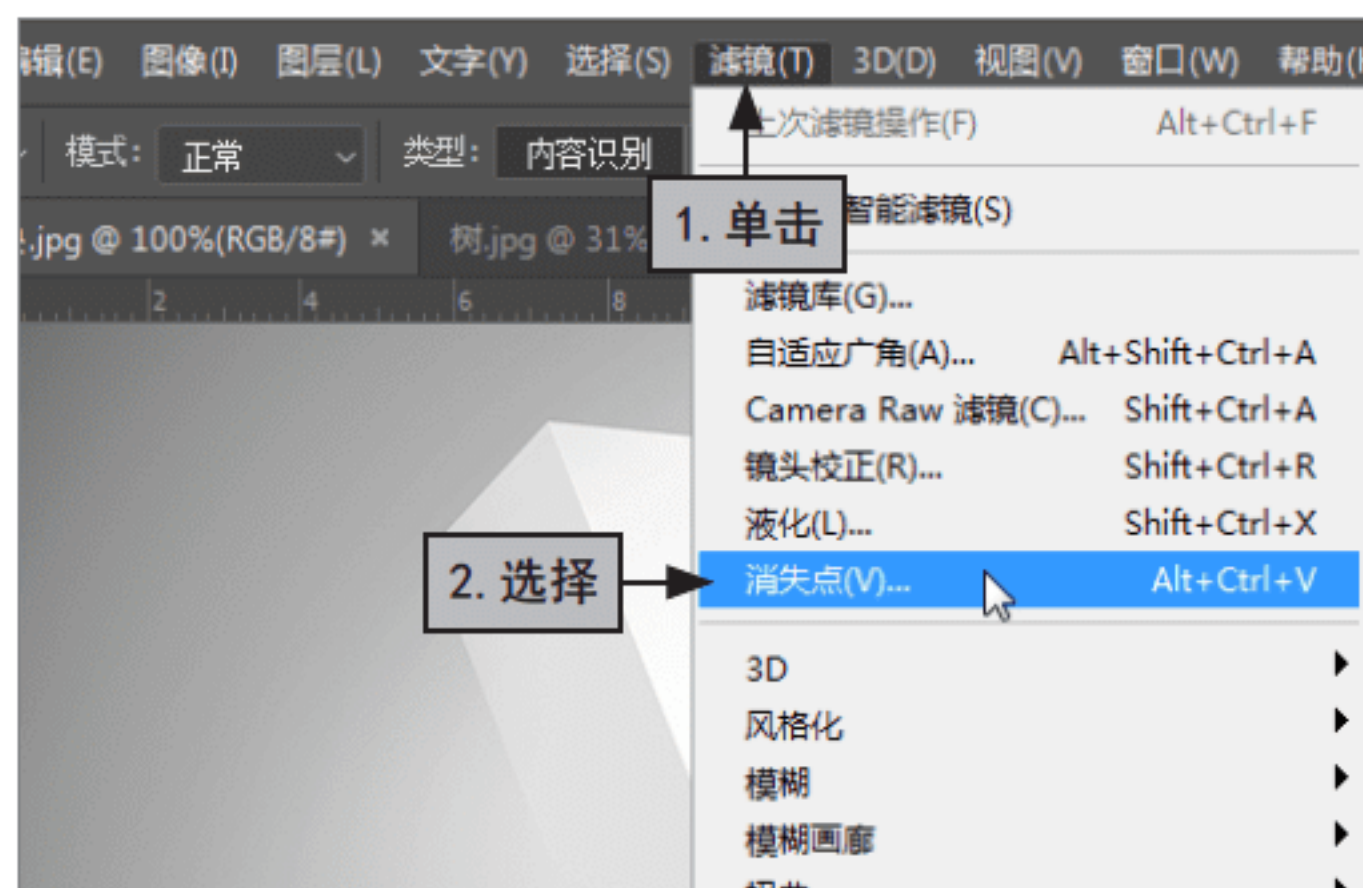 辑(E) 图像(I) 图层(L) 文字(Y) 选择(S) 滤镜(T) 3D(D) 视图(V) 窗口(W) 帮助(
模式: 正常 类型: 内容识别
.jpg @ 100%(RGB/8#) × 树.jpg @ 31%
2 4 6 8
上次滤镜操作(F) Alt+Ctrl+F
1. 单击
智能滤镜(S)
滤镜库(G)...
自适应广角(A)... Alt+Shift+Ctrl+A
Camera Raw 滤镜(C)... Shift+Ctrl+A
镜头校正(R)... Shift+Ctrl+R
液化(L)... Shift+Ctrl+X
2. 选择
消失点(V)... Alt+Ctrl+V
3D
风格化
模糊
模糊画廊